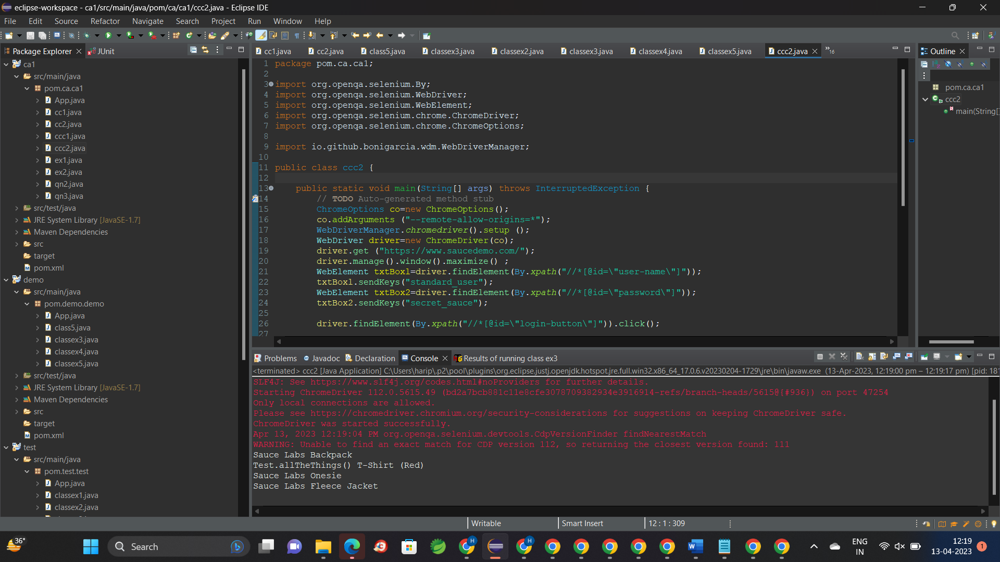 eclipse-workspace - ca1/src/main/java/pom/ca/ca1/ccc2.java - Eclipse IDE
File Edit Source Refactor Navigate Search Project Run Window Help
Package Explorer
JUnit
ca1
src/main/java
pom.ca.ca1
App.java
cc1.java
cc2.java
ccc1.java
ccc2.java
ex1.java
ex2.java
qn2.java
qn3.java
src/test/java
JRE System Library [JavaSE-1.7]
Maven Dependencies
src
target
pom.xml
demo
src/main/java
pom.demo.demo
App.java
class5.java
classex3.java
classex4.java
classex5.java
src/test/java
JRE System Library [JavaSE-1.7]
Maven Dependencies
src
target
pom.xml
test
src/main/java
pom.test.test
App.java
classex1.java
classex2.java
cc1.java cc2.java class5.java classex3.java classex2.java classex3.java classex4.java classex5.java ccc2.java »16
1 package pom.ca.ca1;
2
3 import org.openqa.selenium.By;
4 import org.openqa.selenium.WebDriver;
5 import org.openqa.selenium.WebElement;
6 import org.openqa.selenium.chrome.ChromeDriver;
7 import org.openqa.selenium.chrome.ChromeOptions;
8
9 import io.github.bonigarcia.wdm.WebDriverManager;
10
11 public class ccc2 {
12
13 public static void main(String[] args) throws InterruptedException {
14 // TODO Auto-generated method stub
15 ChromeOptions co=new ChromeOptions();
16 co.addArguments ("--remote-allow-origins=*");
17 WebDriverManager.chromedriver().setup ();
18 WebDriver driver=new ChromeDriver(co);
19 driver.get ("https://www.saucedemo.com/");
20 driver.manage().window().maximize() ;
21 WebElement txtBoxl=driver.findElement(By.xpath("//*[@id=\"user-name\"]"));
22 txtBoxl.sendKeys("standard_user");
23 WebElement txtBox2=driver.findElement(By.xpath("//*[@id=\"password\"]"));
24 txtBox2.sendKeys("secret_sauce");
25
26 driver.findElement(By.xpath("//*[@id=\"login-button\"]")).click();
27
Outline
pom.ca.ca1
ccc2
main(String[]
Problems Javadoc Declaration Console Results of running class ex3
<terminated> ccc2 [Java Application] C:\Users\harip\.p2\pool\plugins\org.eclipse.justj.openjdk.hotspot.jre.full.win32.x86_64_17.0.6.v20230204-1729\jre\bin\javaw.exe (13-Apr-2023, 12:19:00 pm – 12:19:17 pm) [pid: 181
SLF4J: See https://www.slf4j.org/codes.html#noProviders for further details.
Starting ChromeDriver 112.0.5615.49 (bd2a7bcb881c11e8cfe3078709382934e3916914-refs/branch-heads/5615@{#936}) on port 47254
Only local connections are allowed.
Please see https://chromedriver.chromium.org/security-considerations for suggestions on keeping ChromeDriver safe.
ChromeDriver was started successfully.
Apr 13, 2023 12:19:04 PM org.openqa.selenium.devtools.CdpVersionFinder findNearestMatch
WARNING: Unable to find an exact match for CDP version 112, so returning the closest version found: 111
Sauce Labs Backpack
Test.allTheThings() T-Shirt (Red)
Sauce Labs Onesie
Sauce Labs Fleece Jacket
Writable Smart Insert 12 : 1 : 309
36°
Search
ENG
IN
12:19
13-04-2023
1